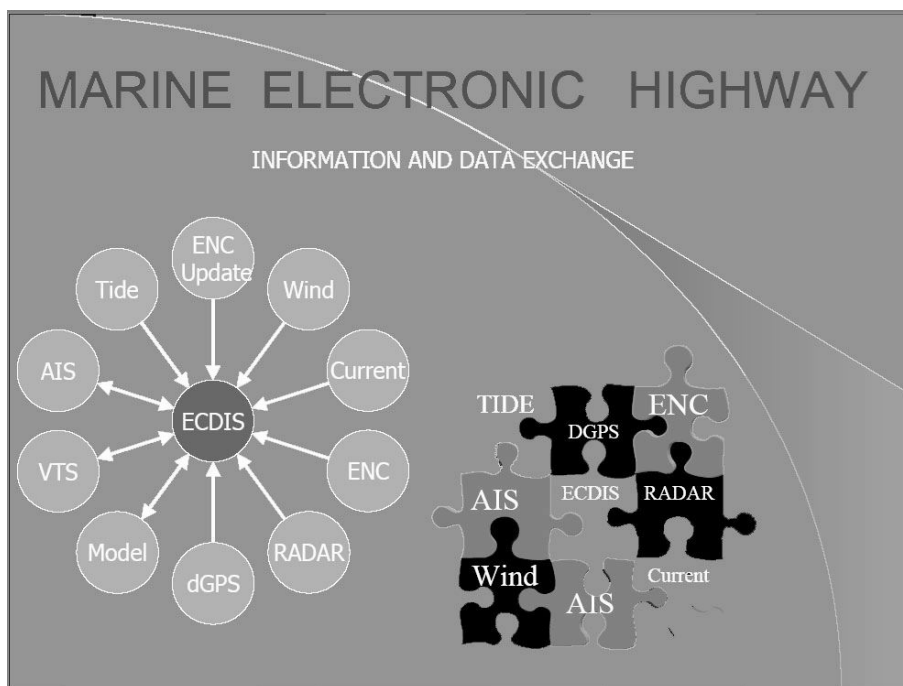 MARINE ELECTRONIC HIGHWAY
INFORMATION AND DATA EXCHANGE
ENC
Update
Tide
Wind
AIS
Current
ECDIS
VTS
ENC
Model
RADAR
dGPS
TIDE
ENC
DGPS
AIS
ECDIS
RADAR
Wind
AIS
Current